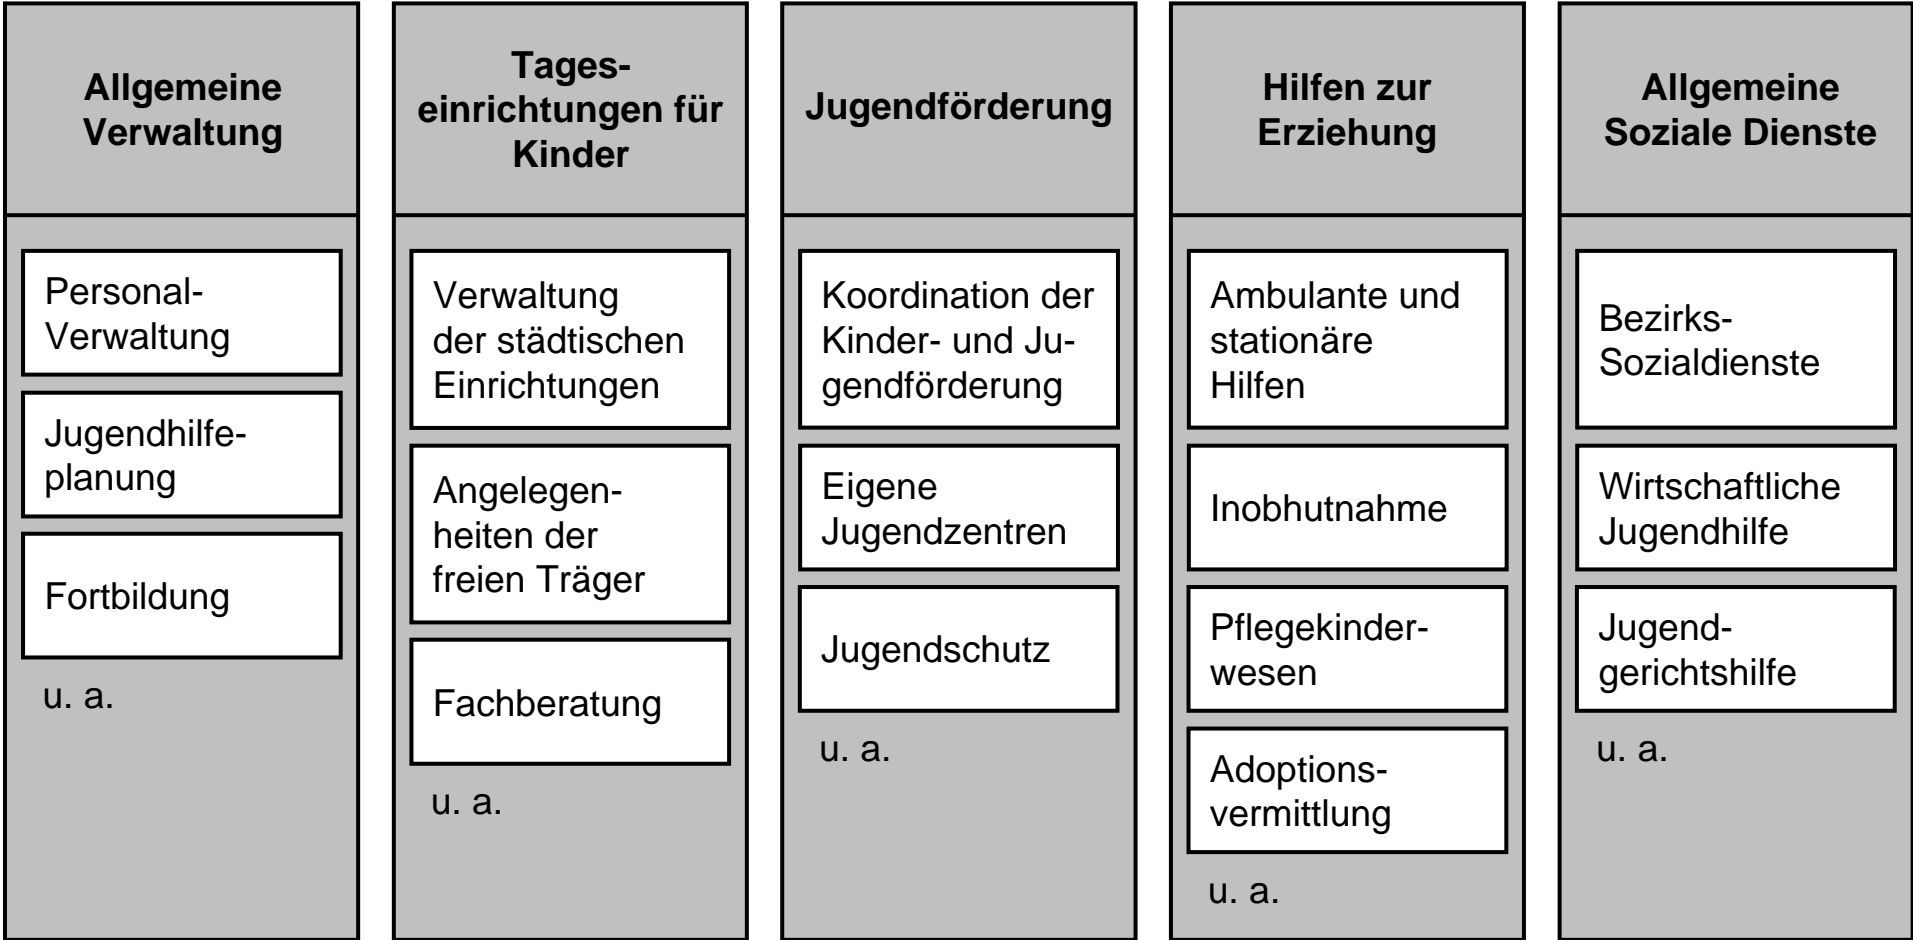 Allgemeine
Verwaltung
Personal-
Verwaltung
Jugendhilfe-
planung
Fortbildung
u. a.
Tages-
einrichtungen für
Kinder
Verwaltung
der städtischen
Einrichtungen
Angelegen-
heiten der
freien Träger
Fachberatung
u. a.
Jugendförderung
Koordination der
Kinder- und Ju-
gendförderung
Eigene
Jugendzentren
Jugendschutz
u. a.
Hilfen zur
Erziehung
Ambulante und
stationäre
Hilfen
Inobhutnahme
Pflegekinder-
wesen
Adoptions-
vermittlung
u. a.
Allgemeine
Soziale Dienste
Bezirks-
Sozialdienste
Wirtschaftliche
Jugendhilfe
Jugend-
gerichtshilfe
u. a.